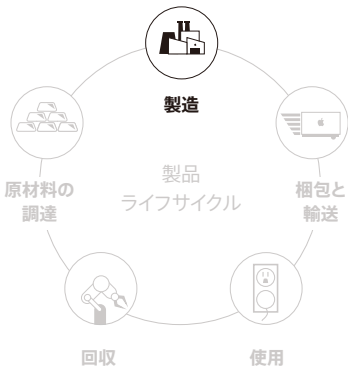 製造
原材料の
調達
製品
ライフサイクル
梱包と
輸送
回収
使用